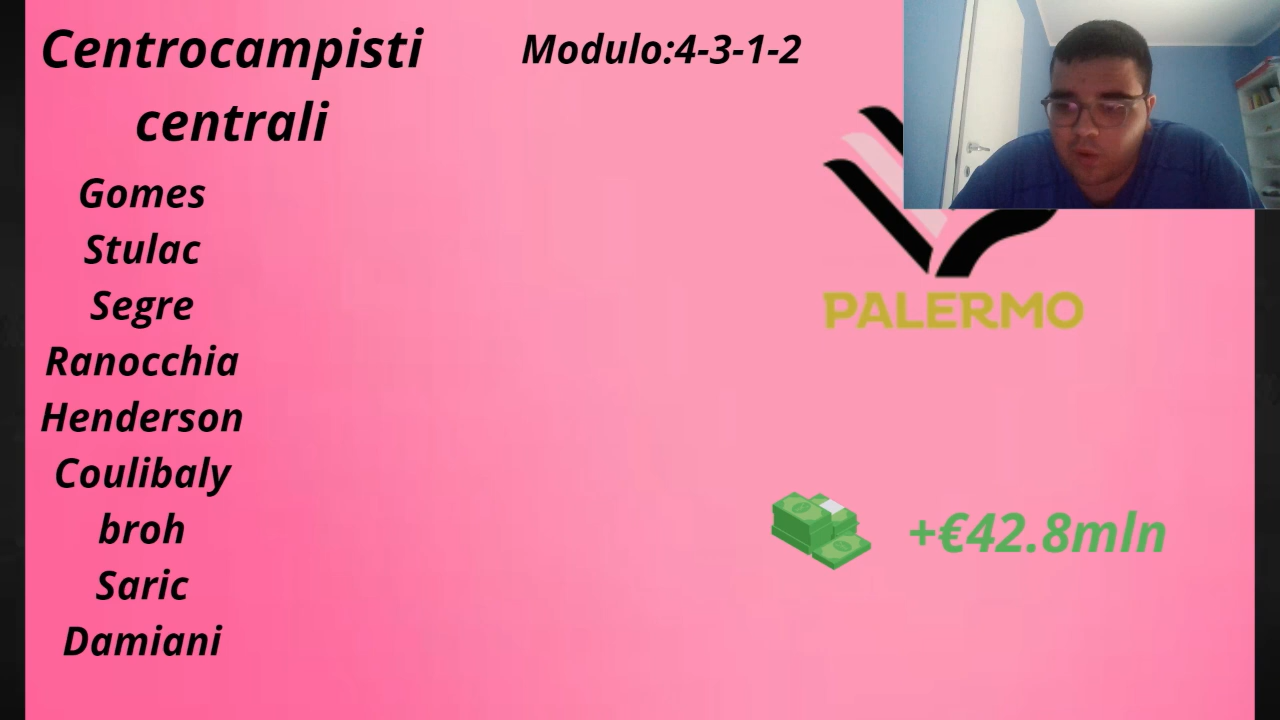 Centrocampisti
centrali
Modulo:4-3-1-2
Gomes
Stulac
Segre
Ranocchia
Henderson
Coulibaly
broh
Saric
Damiani
PALERMO
+€42.8mln